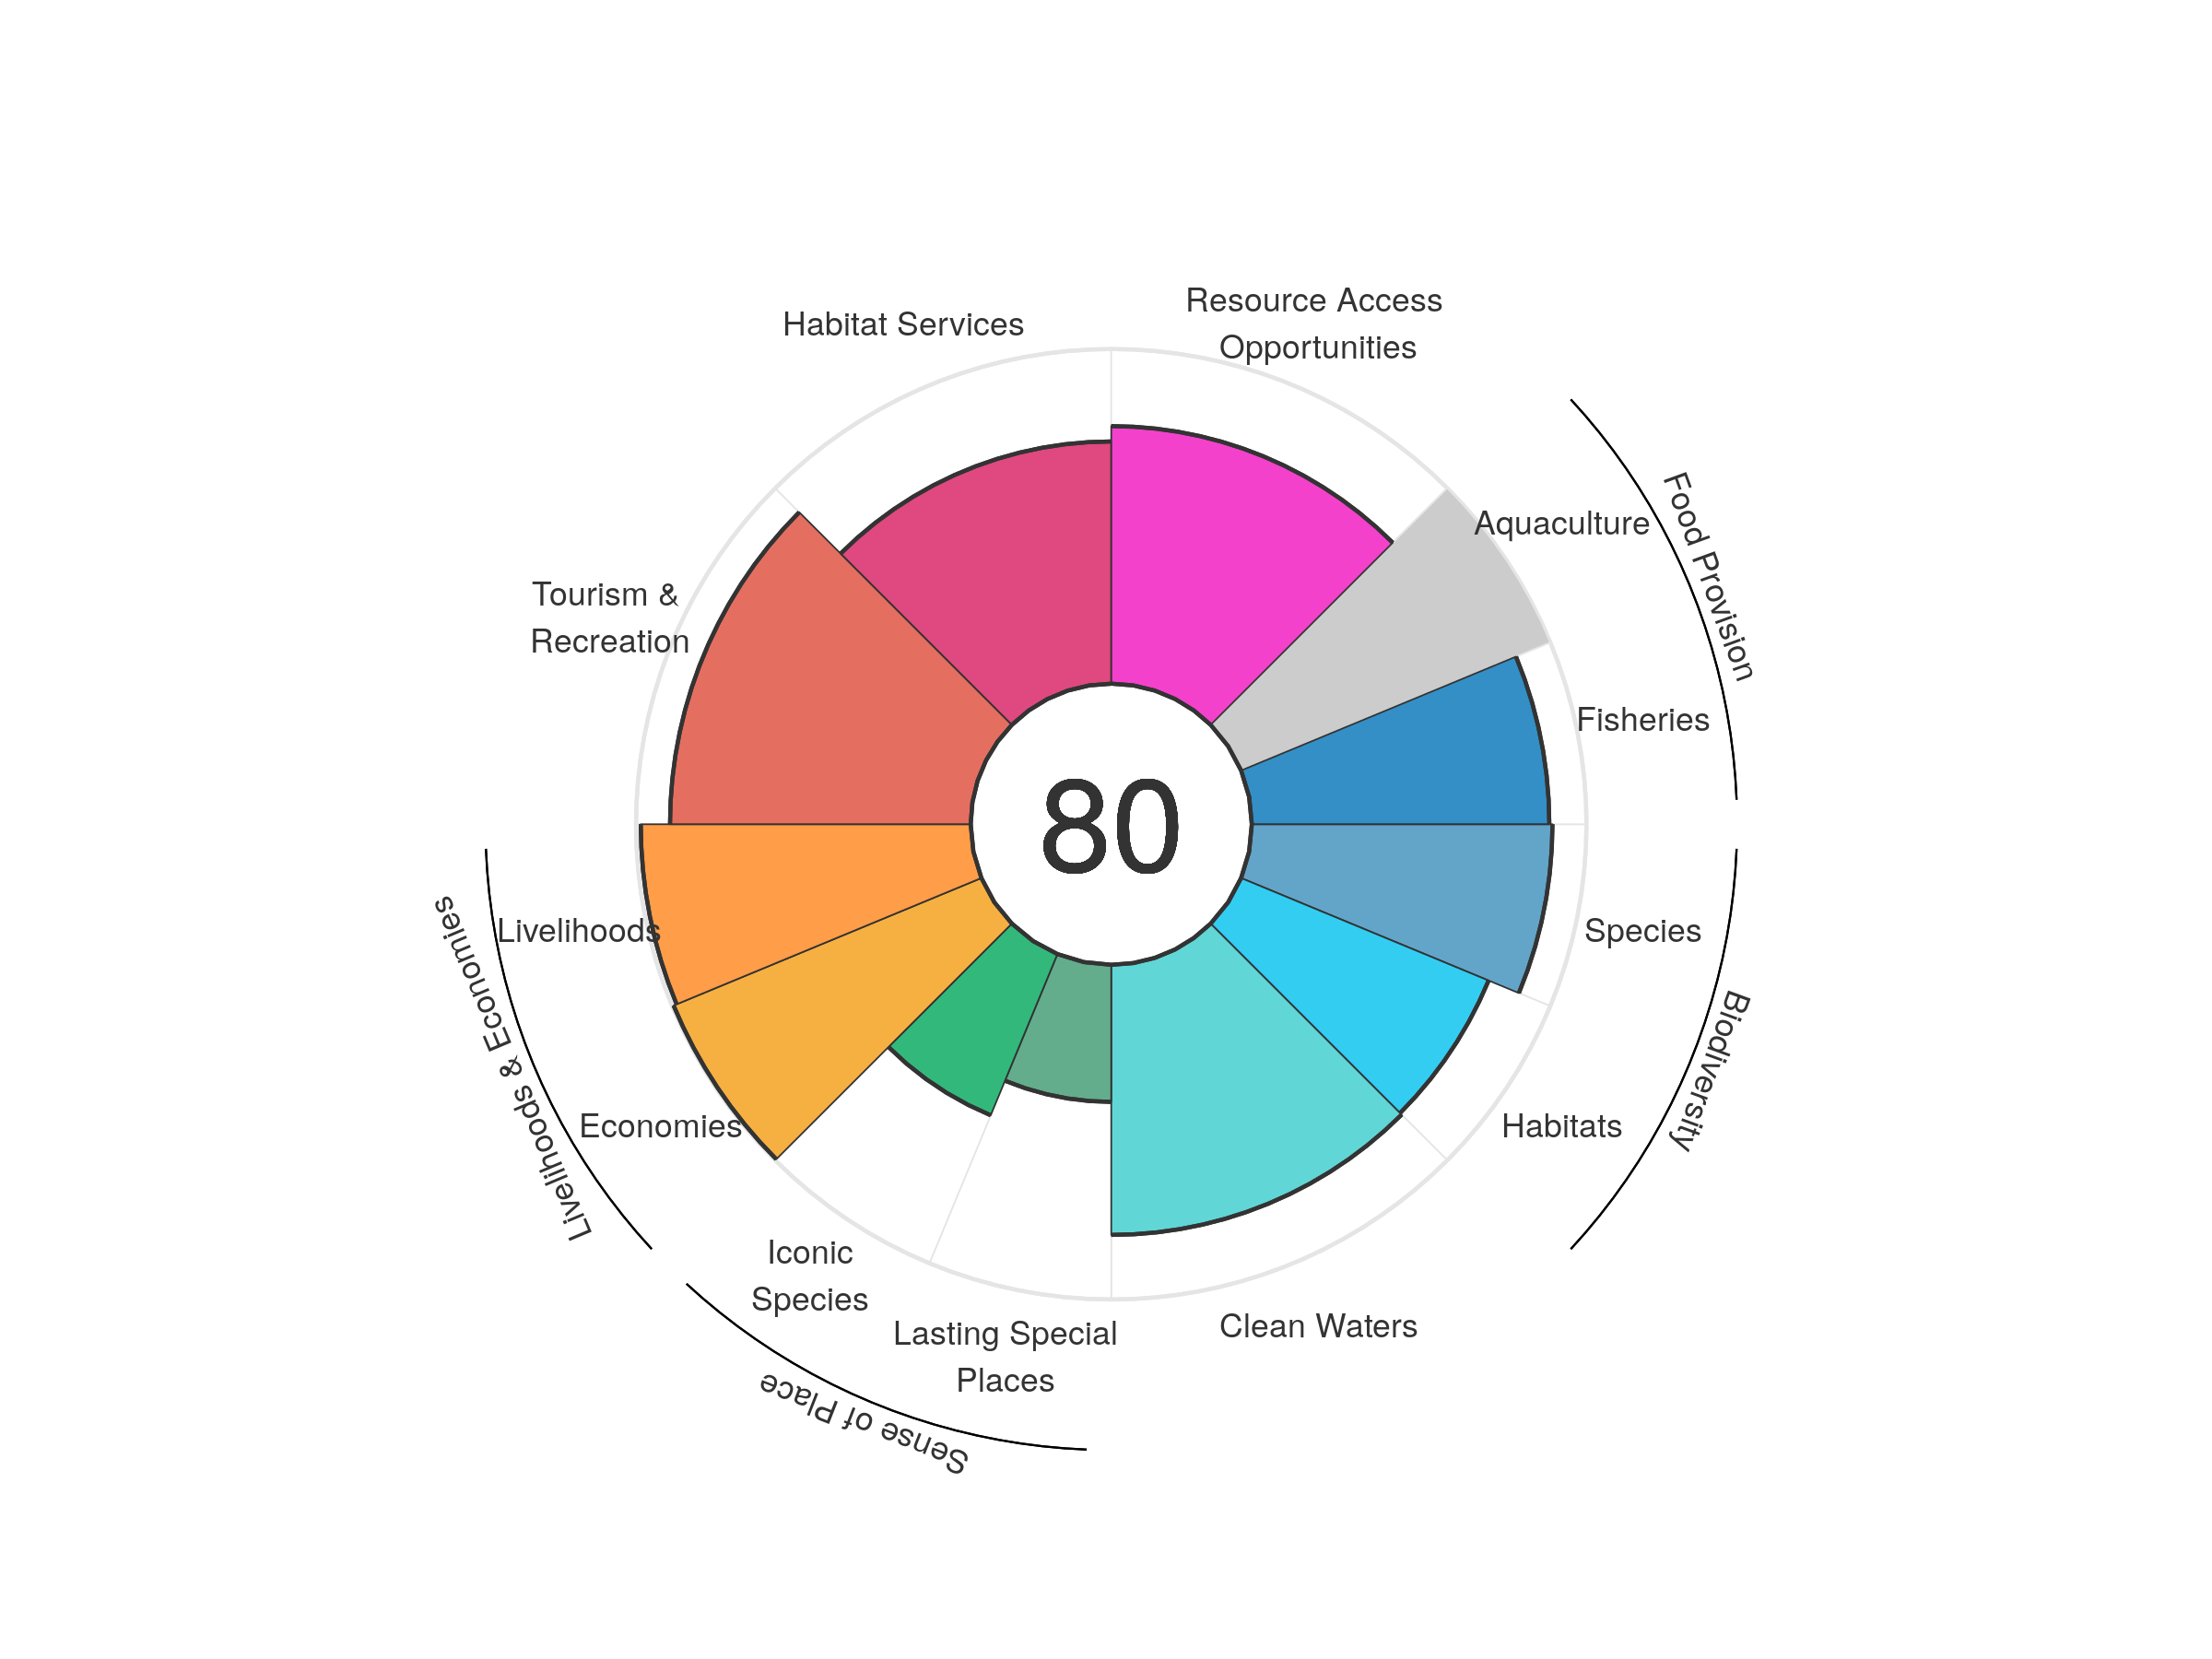 Resource Access
Opportunities
Habitat Services
Aquaculture
Food Provision
Tourism &
Recreation
Fisheries
80
Livelihoods
Species
Livelihoods & Economies
Biodiversity
Economies
Habitats
Iconic
Species
Lasting Special
Places
Clean Waters
Sense of Place